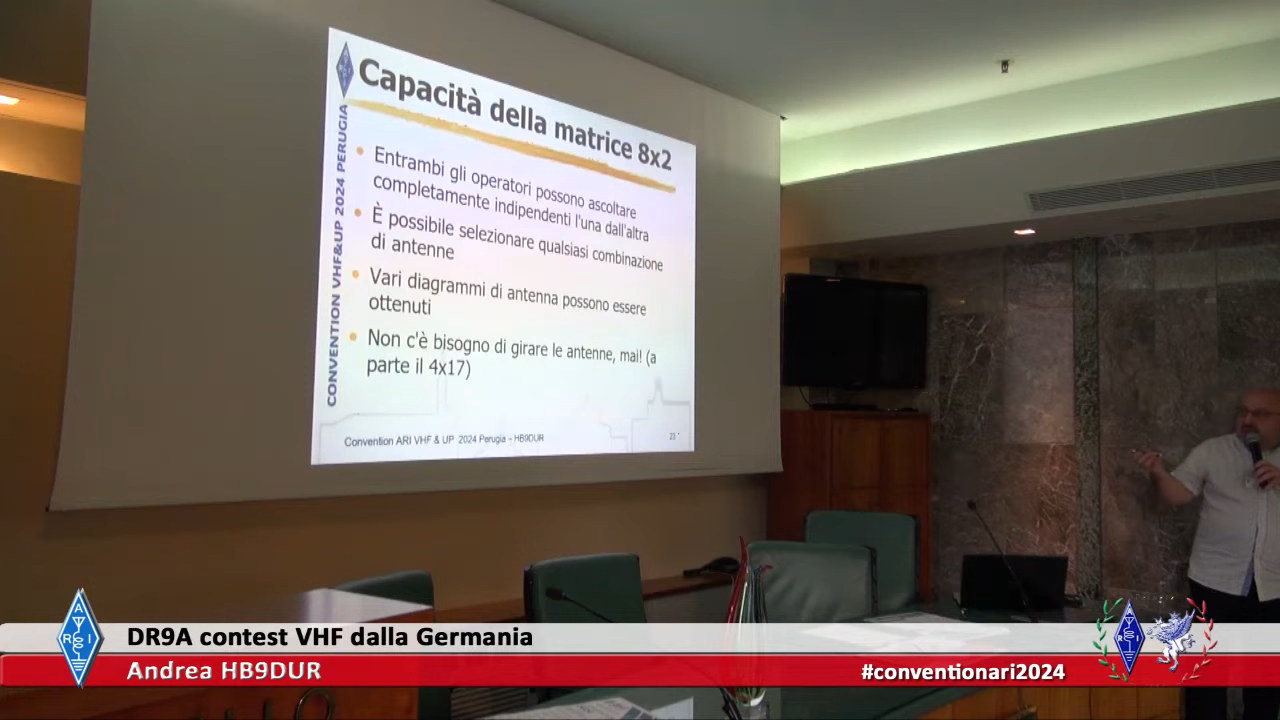 Capacità della matrice 8x2
CONVENTION VHF&UP 2024 PERUGIA
Entrambi gli operatori possono ascoltare
completamente indipendenti l'una dall'altra
È possibile selezionare qualsiasi combinazione
di antenne
Vari diagrammi di antenna possono essere
ottenuti
Non c'è bisogno di girare le antenne, mai! (a
parte il 4x17)
Convention ARI VHF & UP 2024 Perugia – HB9DUR
23
A R I
DR9A contest VHF dalla Germania
Andrea HB9DUR
#conventionari2024